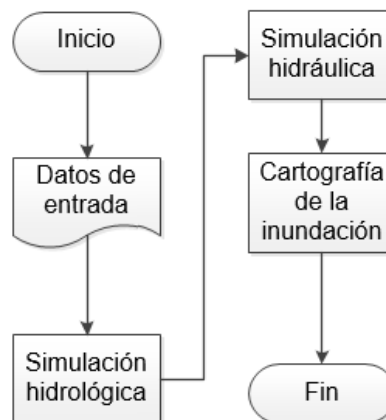 Inicio
Datos de
entrada
Simulación
hidrológica
Simulación
hidráulica
Cartografía
de la
inundación
Fin